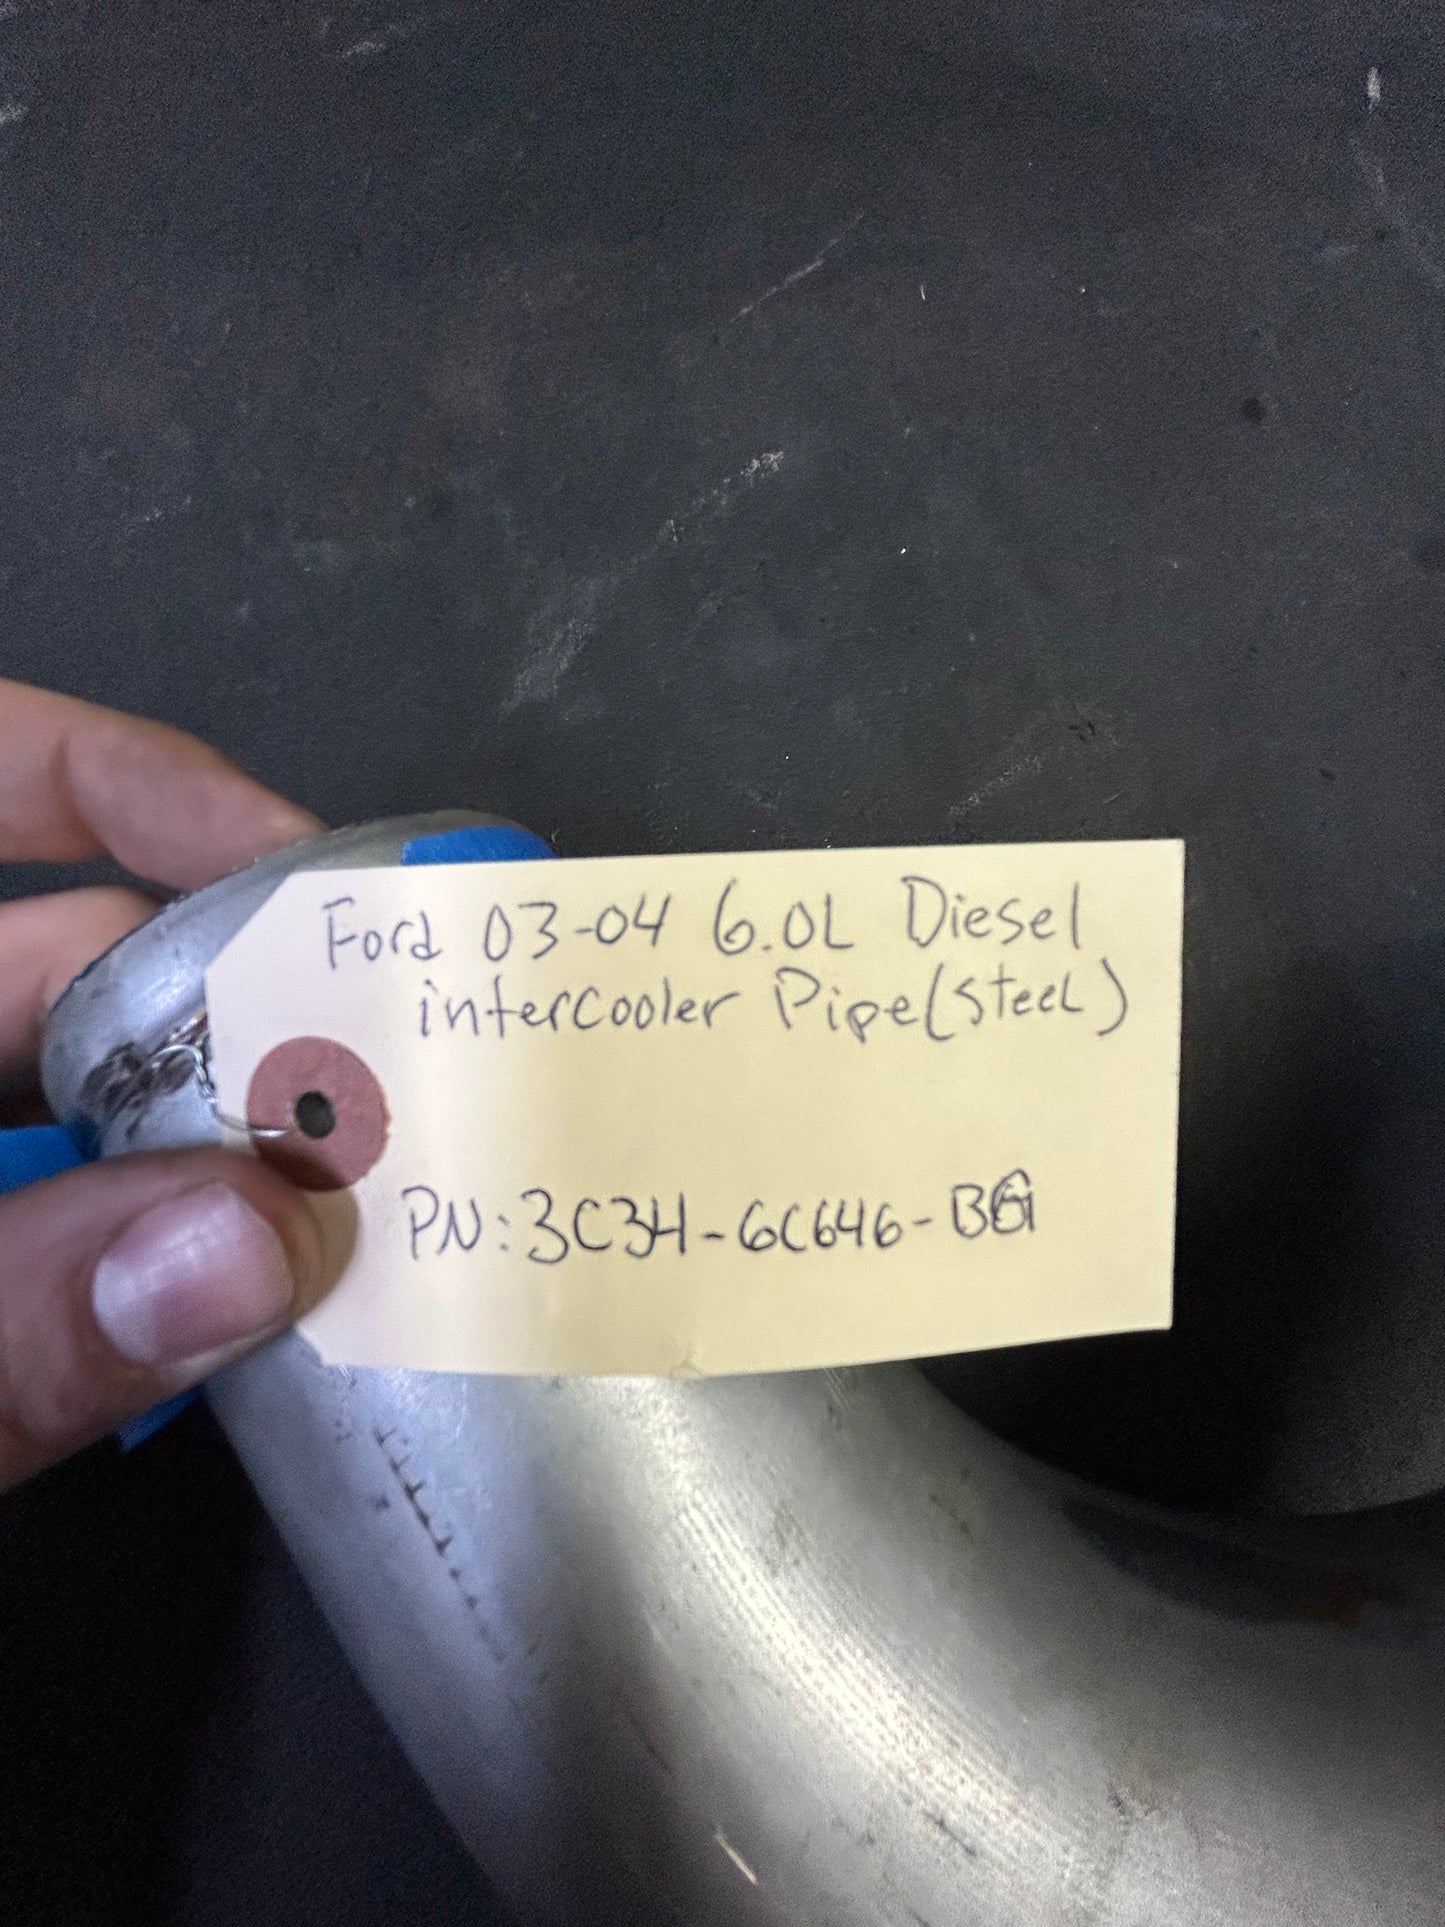 Ford 03-04 6.0L Diesel
intercooler Pipe(steel)
PN:3C3H-6C646-BG